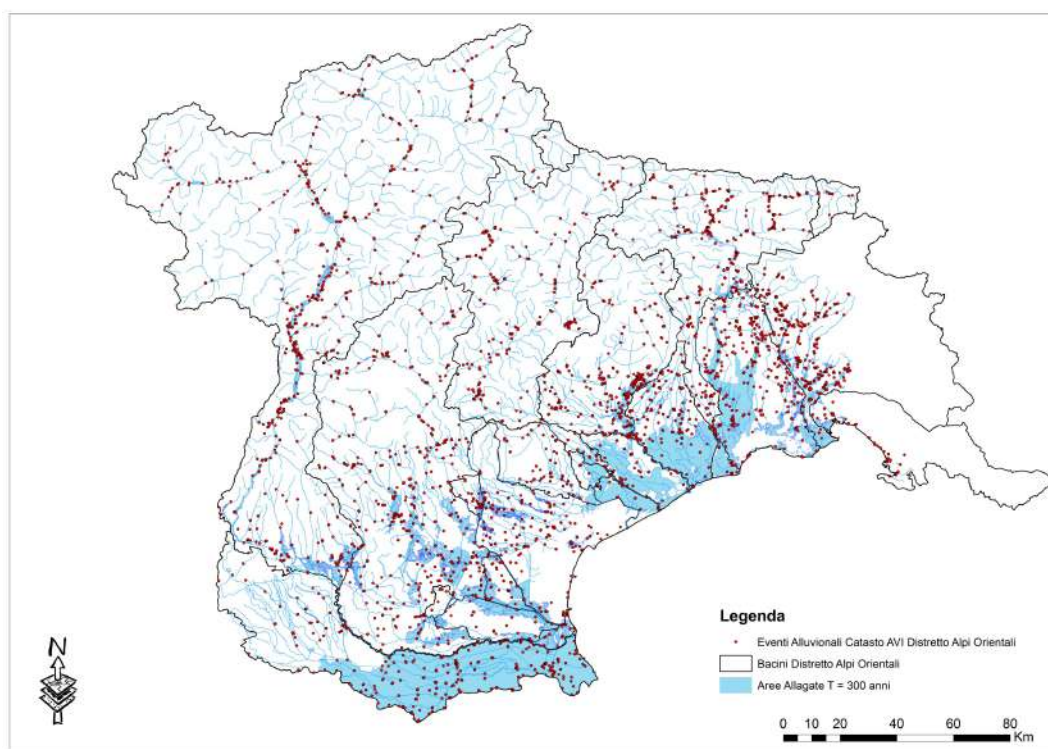 Legenda
Eventi Alluvionali Catasto AVI Distretto Alpi Orientali
Bacini Distretto Alpi Orientali
Aree Allagate T = 300 anni
N
0 5 10 20 40 60 80
Km